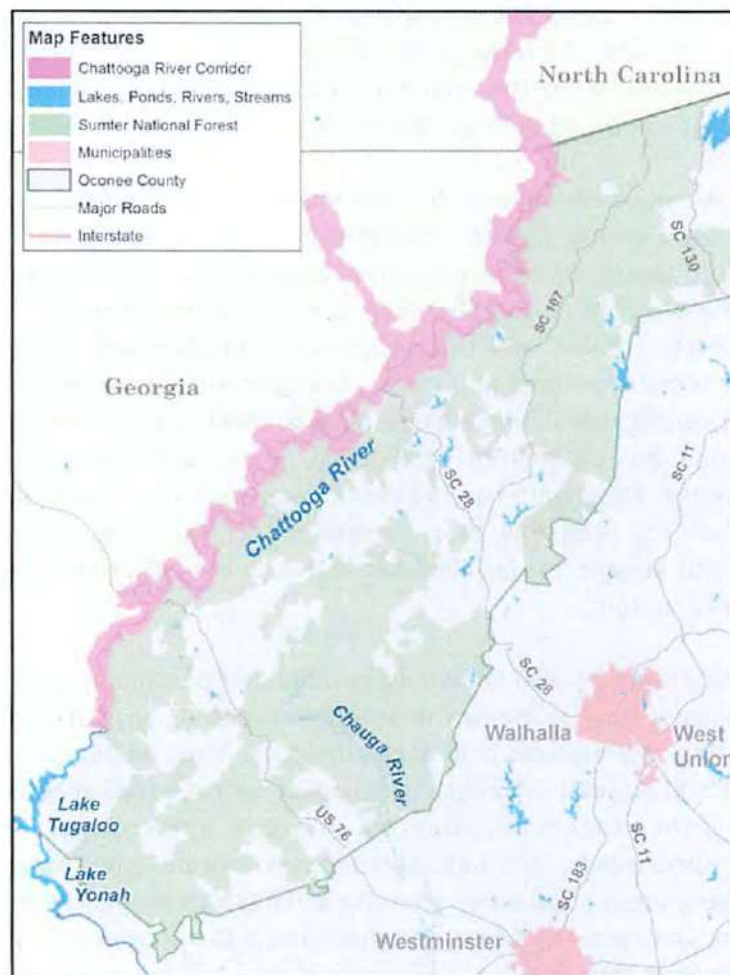 Map Features
Chattooga River Corridor
Lakes, Ponds, Rivers, Streams
Sumter National Forest
Municipalities
Oconee County
Major Roads
Interstate
North Carolina
SC 130
SC 107
Georgia
SC 11
Chattooga River
SC 28
SC 28
Walhalla
West
Union
Chauga River
Lake
Tugaloo
US 76
SC 11
Lake
Yonah
SC 183
Westminster